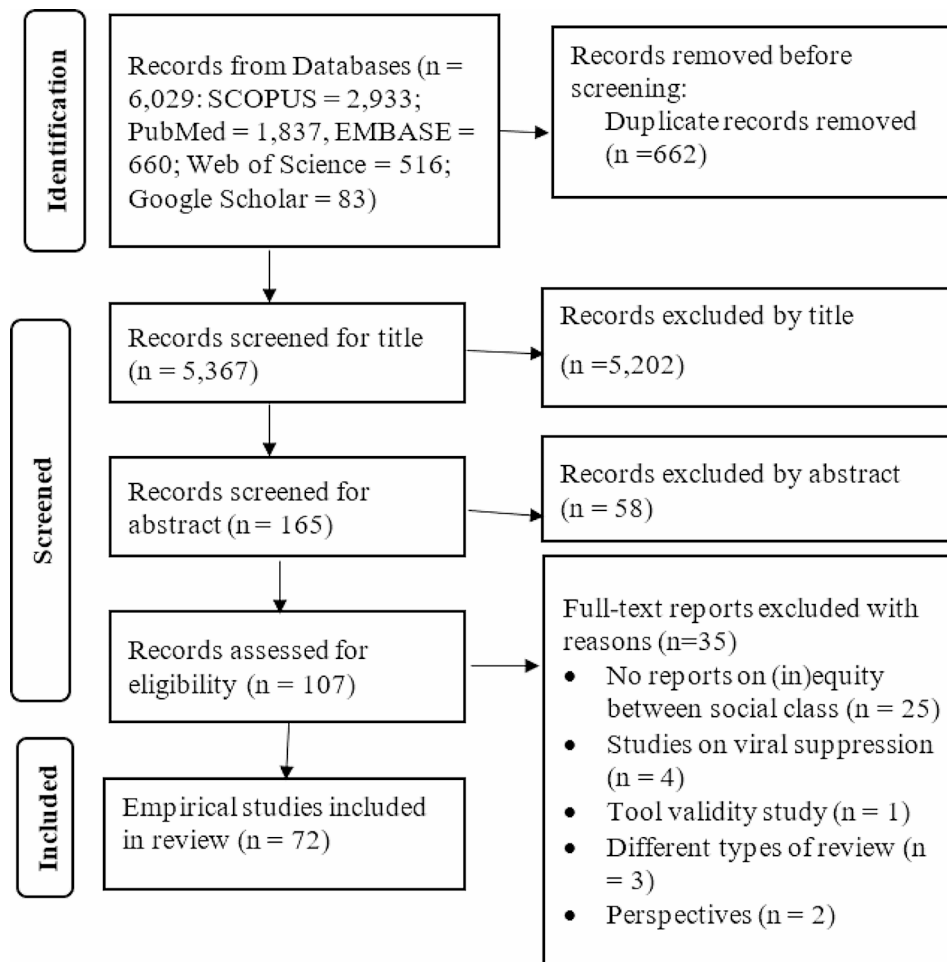 Identification
Records from Databases (n =
6,029: SCOPUS = 2,933;
PubMed = 1,837, EMBASE =
660; Web of Science = 516;
Google Scholar = 83)
Records removed before
screening:
Duplicate records removed
(n =662)
Screened
Records screened for title
(n = 5,367)
Records excluded by title
(n =5,202)
Records screened for
abstract (n = 165)
Records excluded by abstract
(n = 58)
Records assessed for
eligibility (n = 107)
Full-text reports excluded with
reasons (n=35)
• No reports on (in)equity
between social class (n = 25)
• Studies on viral suppression
(n = 4)
• Tool validity study (n = 1)
• Different types of review (n
= 3)
• Perspectives (n = 2)
Included
Empirical studies included
in review (n = 72)